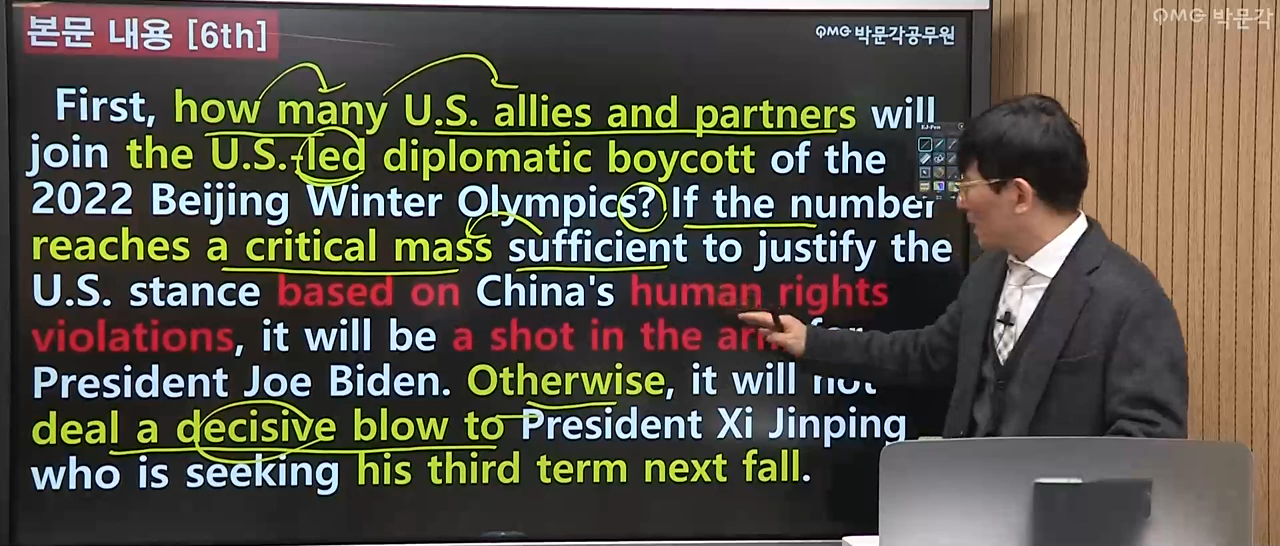 본문 내용 [6th]
QMG 박문각공무원
QMG 박문각
First, how many U.S. allies and partners will
join the U.S.-led diplomatic boycott of the
2022 Beijing Winter Olympics? If the number
reaches a critical mass sufficient to justify the
U.S. stance based on China's human rights
violations, it will be a shot in the
President Joe Biden. Otherwise, it will not
deal a decisive blow to President Xi Jinping
who is seeking his third term next fall.